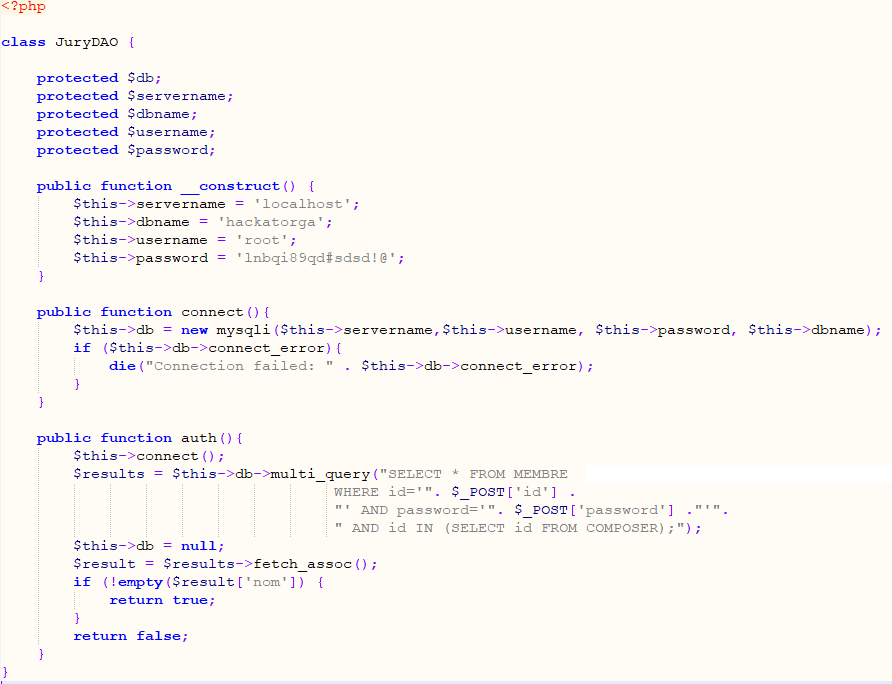 <?php
class JuryDAO {
protected $db;
protected $servername;
protected $dbname;
protected $username;
protected $password;
public function __construct() {
$this->servername = 'localhost';
$this->dbname = 'hackatorga';
$this->username = 'root';
$this->password = 'lnbqi89qd#sdsd!@';
}
public function connect(){
$this->db = new mysqli($this->servername,$this->username, $this->password, $this->dbname);
if ($this->db->connect_error){
die("Connection failed: " . $this->db->connect_error);
}
}
public function auth(){
$this->connect();
$results = $this->db->multi_query("SELECT * FROM MEMBRE
WHERE id='". $_POST['id'] .
"' AND password='". $_POST['password'] ."'".
" AND id IN (SELECT id FROM COMPOSER);");
$this->db = null;
$result = $results->fetch_assoc();
if (!empty($result['nom']) {
return true;
}
return false;
}
}